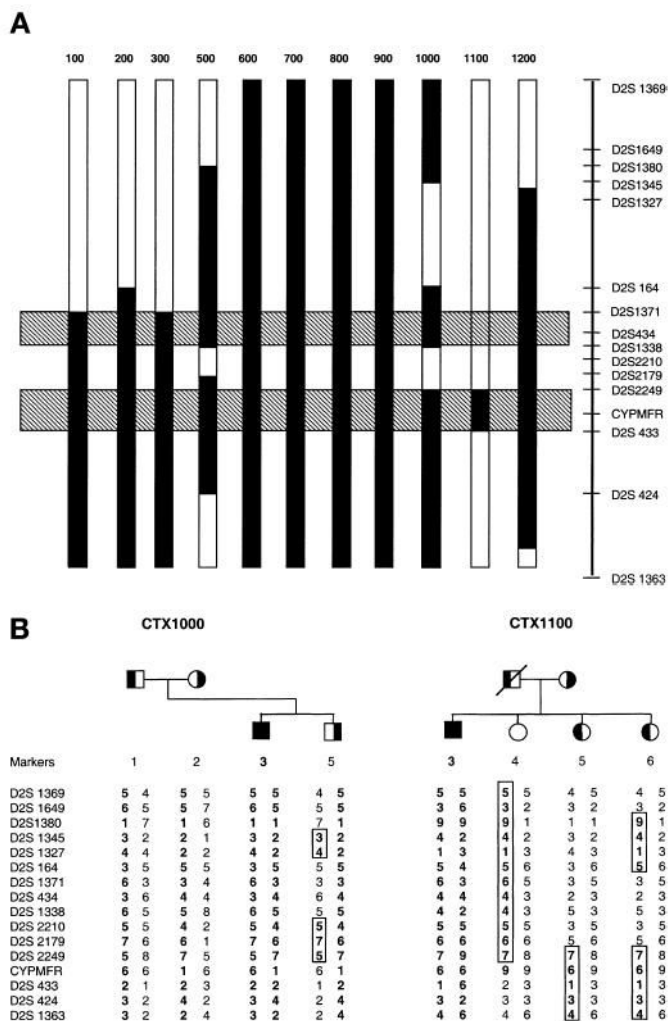 A
100 200 300 500 600 700 800 900 1000 1100 1200
D2S 1369
D2S1649
D2S1380
D2S1345
D2S1327
D2S 164
D2S1371
D2S434
D2S1338
D2S2210
D2S2179
D2S2249
CYPMFR
D2S 433
D2S 424
D2S 1363
B
CTX1000 CTX1100
Markers 1 2 3 5 3 4 5 6
D2S 1369 5 4 5 5 5 5 4 5 5 5 5 5 4 5 4 5
D2S 1649 6 5 5 7 6 5 5 5 3 6 3 2 3 2 3 2
D2S1380 1 7 1 6 1 1 7 1 9 9 9 1 1 1 9 1
D2S 1345 3 2 2 1 3 2 3 2 4 2 4 2 3 2 4 2
D2S 1327 4 4 2 2 4 2 4 2 1 3 1 3 4 3 1 3
D2S 164 3 5 5 5 3 5 5 5 5 4 5 6 3 6 5 6
D2S 1371 6 3 3 4 6 3 3 3 6 3 6 5 3 5 3 5
D2S 434 3 6 4 4 3 4 6 4 4 4 4 3 2 3 2 3
D2S 1338 6 5 5 8 6 5 5 5 4 2 4 3 5 3 5 3
D2S 2210 5 5 4 2 5 4 5 4 5 5 5 5 3 5 3 5
D2S 2179 7 6 6 1 7 6 7 6 6 6 6 6 5 6 5 6
D2S 2249 5 8 7 5 5 7 5 7 7 9 7 8 7 8 7 8
CYPMFR 6 6 1 6 6 1 6 1 6 6 9 9 6 9 6 9
D2S 433 2 1 2 3 2 2 1 2 1 6 2 3 1 3 1 3
D2S 424 3 2 4 2 3 4 2 4 3 2 3 3 3 3 3 3
D2S 1363 3 2 2 4 3 2 2 2 4 6 4 6 4 6 4 6